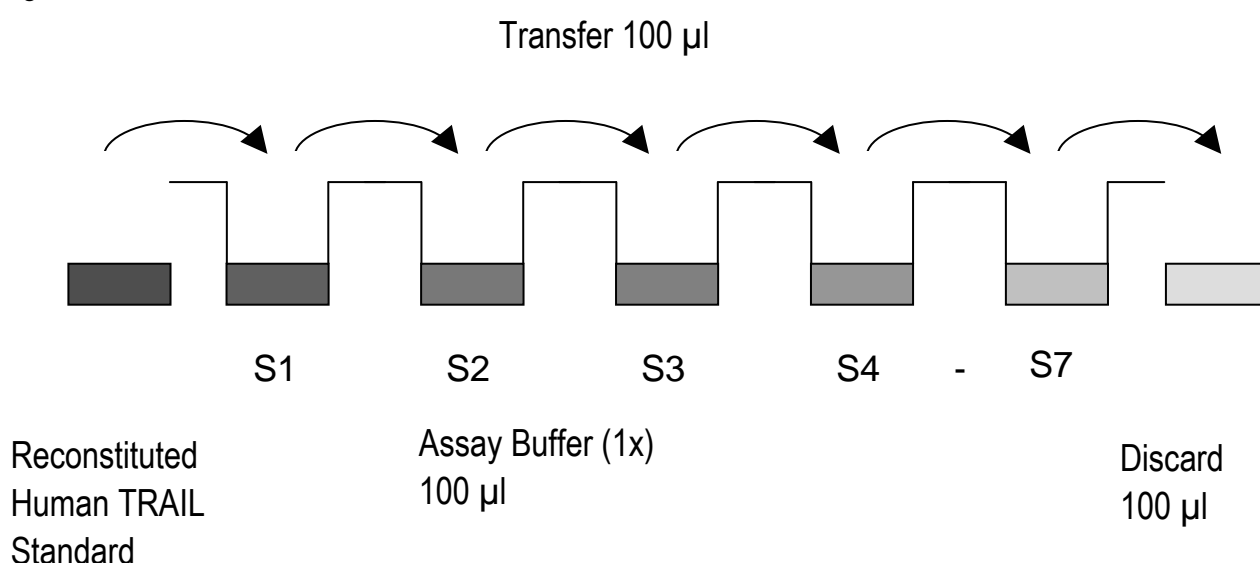 Transfer 100 µl
S1 S2 S3 S4 - S7
Reconstituted
Human TRAIL
Standard
Assay Buffer (1x)
100 µl
Discard
100 µl